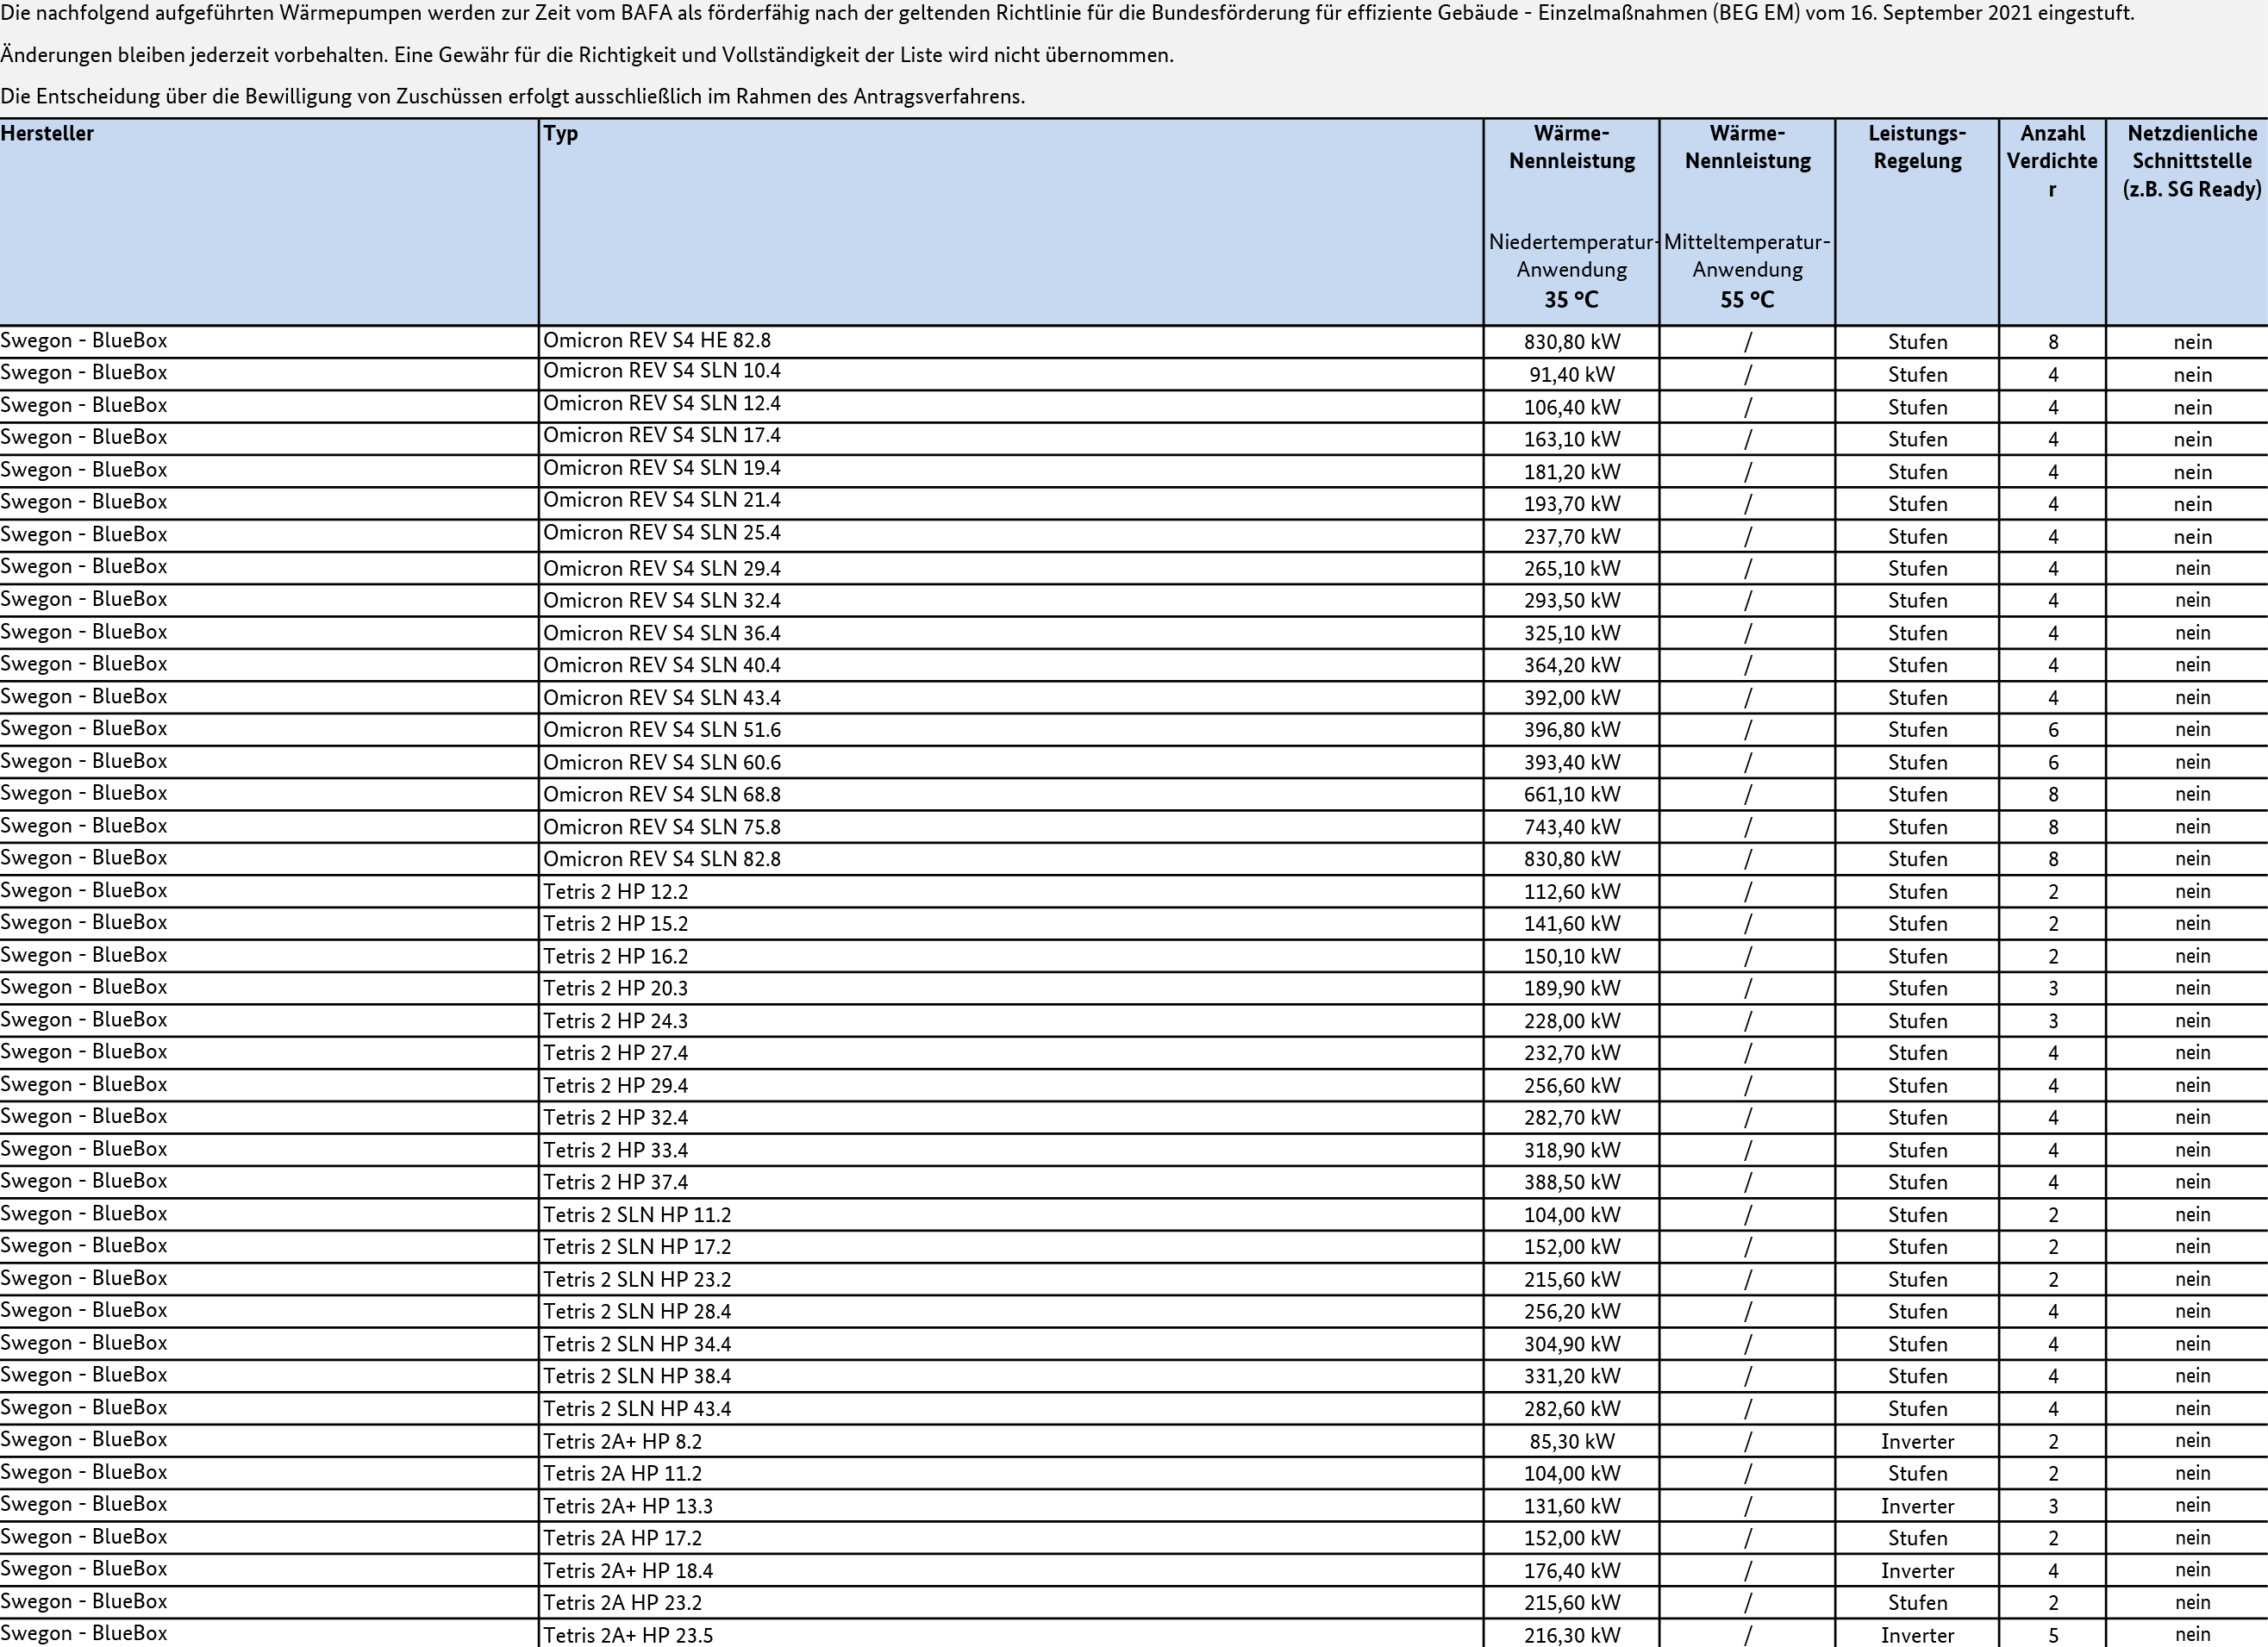 Die nachfolgend aufgeführten Wärmepumpen werden zur Zeit vom BAFA als förderfähig nach der geltenden Richtlinie für die Bundesförderung für effiziente Gebäude - Einzelmaßnahmen (BEG EM) vom 16. September 2021 eingestuft.
Änderungen bleiben jederzeit vorbehalten. Eine Gewähr für die Richtigkeit und Vollständigkeit der Liste wird nicht übernommen.
Die Entscheidung über die Bewilligung von Zuschüssen erfolgt ausschließlich im Rahmen des Antragsverfahrens.
Hersteller Typ Wärme- Wärme- Leistungs- Anzahl Netzdienliche
Nennleistung Nennleistung Regelung Verdichte Schnittstelle
r (z.B. SG Ready)
Niedertemperatur- Mitteltemperatur-
Anwendung Anwendung
35 °C 55 °C
Swegon - BlueBox Omicron REV S4 HE 82.8 830,80 kW / Stufen 8 nein
Swegon - BlueBox Omicron REV S4 SLN 10.4 91,40 kW / Stufen 4 nein
Swegon - BlueBox Omicron REV S4 SLN 12.4 106,40 kW / Stufen 4 nein
Swegon - BlueBox Omicron REV S4 SLN 17.4 163,10 kW / Stufen 4 nein
Swegon - BlueBox Omicron REV S4 SLN 19.4 181,20 kW / Stufen 4 nein
Swegon - BlueBox Omicron REV S4 SLN 21.4 193,70 kW / Stufen 4 nein
Swegon - BlueBox Omicron REV S4 SLN 25.4 237,70 kW / Stufen 4 nein
Swegon - BlueBox Omicron REV S4 SLN 29.4 265,10 kW / Stufen 4 nein
Swegon - BlueBox Omicron REV S4 SLN 32.4 293,50 kW / Stufen 4 nein
Swegon - BlueBox Omicron REV S4 SLN 36.4 325,10 kW / Stufen 4 nein
Swegon - BlueBox Omicron REV S4 SLN 40.4 364,20 kW / Stufen 4 nein
Swegon - BlueBox Omicron REV S4 SLN 43.4 392,00 kW / Stufen 4 nein
Swegon - BlueBox Omicron REV S4 SLN 51.6 396,80 kW / Stufen 6 nein
Swegon - BlueBox Omicron REV S4 SLN 60.6 393,40 kW / Stufen 6 nein
Swegon - BlueBox Omicron REV S4 SLN 68.8 661,10 kW / Stufen 8 nein
Swegon - BlueBox Omicron REV S4 SLN 75.8 743,40 kW / Stufen 8 nein
Swegon - BlueBox Omicron REV S4 SLN 82.8 830,80 kW / Stufen 8 nein
Swegon - BlueBox Tetris 2 HP 12.2 112,60 kW / Stufen 2 nein
Swegon - BlueBox Tetris 2 HP 15.2 141,60 kW / Stufen 2 nein
Swegon - BlueBox Tetris 2 HP 16.2 150,10 kW / Stufen 2 nein
Swegon - BlueBox Tetris 2 HP 20.3 189,90 kW / Stufen 3 nein
Swegon - BlueBox Tetris 2 HP 24.3 228,00 kW / Stufen 3 nein
Swegon - BlueBox Tetris 2 HP 27.4 232,70 kW / Stufen 4 nein
Swegon - BlueBox Tetris 2 HP 29.4 256,60 kW / Stufen 4 nein
Swegon - BlueBox Tetris 2 HP 32.4 282,70 kW / Stufen 4 nein
Swegon - BlueBox Tetris 2 HP 33.4 318,90 kW / Stufen 4 nein
Swegon - BlueBox Tetris 2 HP 37.4 388,50 kW / Stufen 4 nein
Swegon - BlueBox Tetris 2 SLN HP 11.2 104,00 kW / Stufen 2 nein
Swegon - BlueBox Tetris 2 SLN HP 17.2 152,00 kW / Stufen 2 nein
Swegon - BlueBox Tetris 2 SLN HP 23.2 215,60 kW / Stufen 2 nein
Swegon - BlueBox Tetris 2 SLN HP 28.4 256,20 kW / Stufen 4 nein
Swegon - BlueBox Tetris 2 SLN HP 34.4 304,90 kW / Stufen 4 nein
Swegon - BlueBox Tetris 2 SLN HP 38.4 331,20 kW / Stufen 4 nein
Swegon - BlueBox Tetris 2 SLN HP 43.4 282,60 kW / Stufen 4 nein
Swegon - BlueBox Tetris 2A+ HP 8.2 85,30 kW / Inverter 2 nein
Swegon - BlueBox Tetris 2A HP 11.2 104,00 kW / Stufen 2 nein
Swegon - BlueBox Tetris 2A+ HP 13.3 131,60 kW / Inverter 3 nein
Swegon - BlueBox Tetris 2A HP 17.2 152,00 kW / Stufen 2 nein
Swegon - BlueBox Tetris 2A+ HP 18.4 176,40 kW / Inverter 4 nein
Swegon - BlueBox Tetris 2A HP 23.2 215,60 kW / Stufen 2 nein
Swegon - BlueBox Tetris 2A+ HP 23.5 216,30 kW / Inverter 5 nein